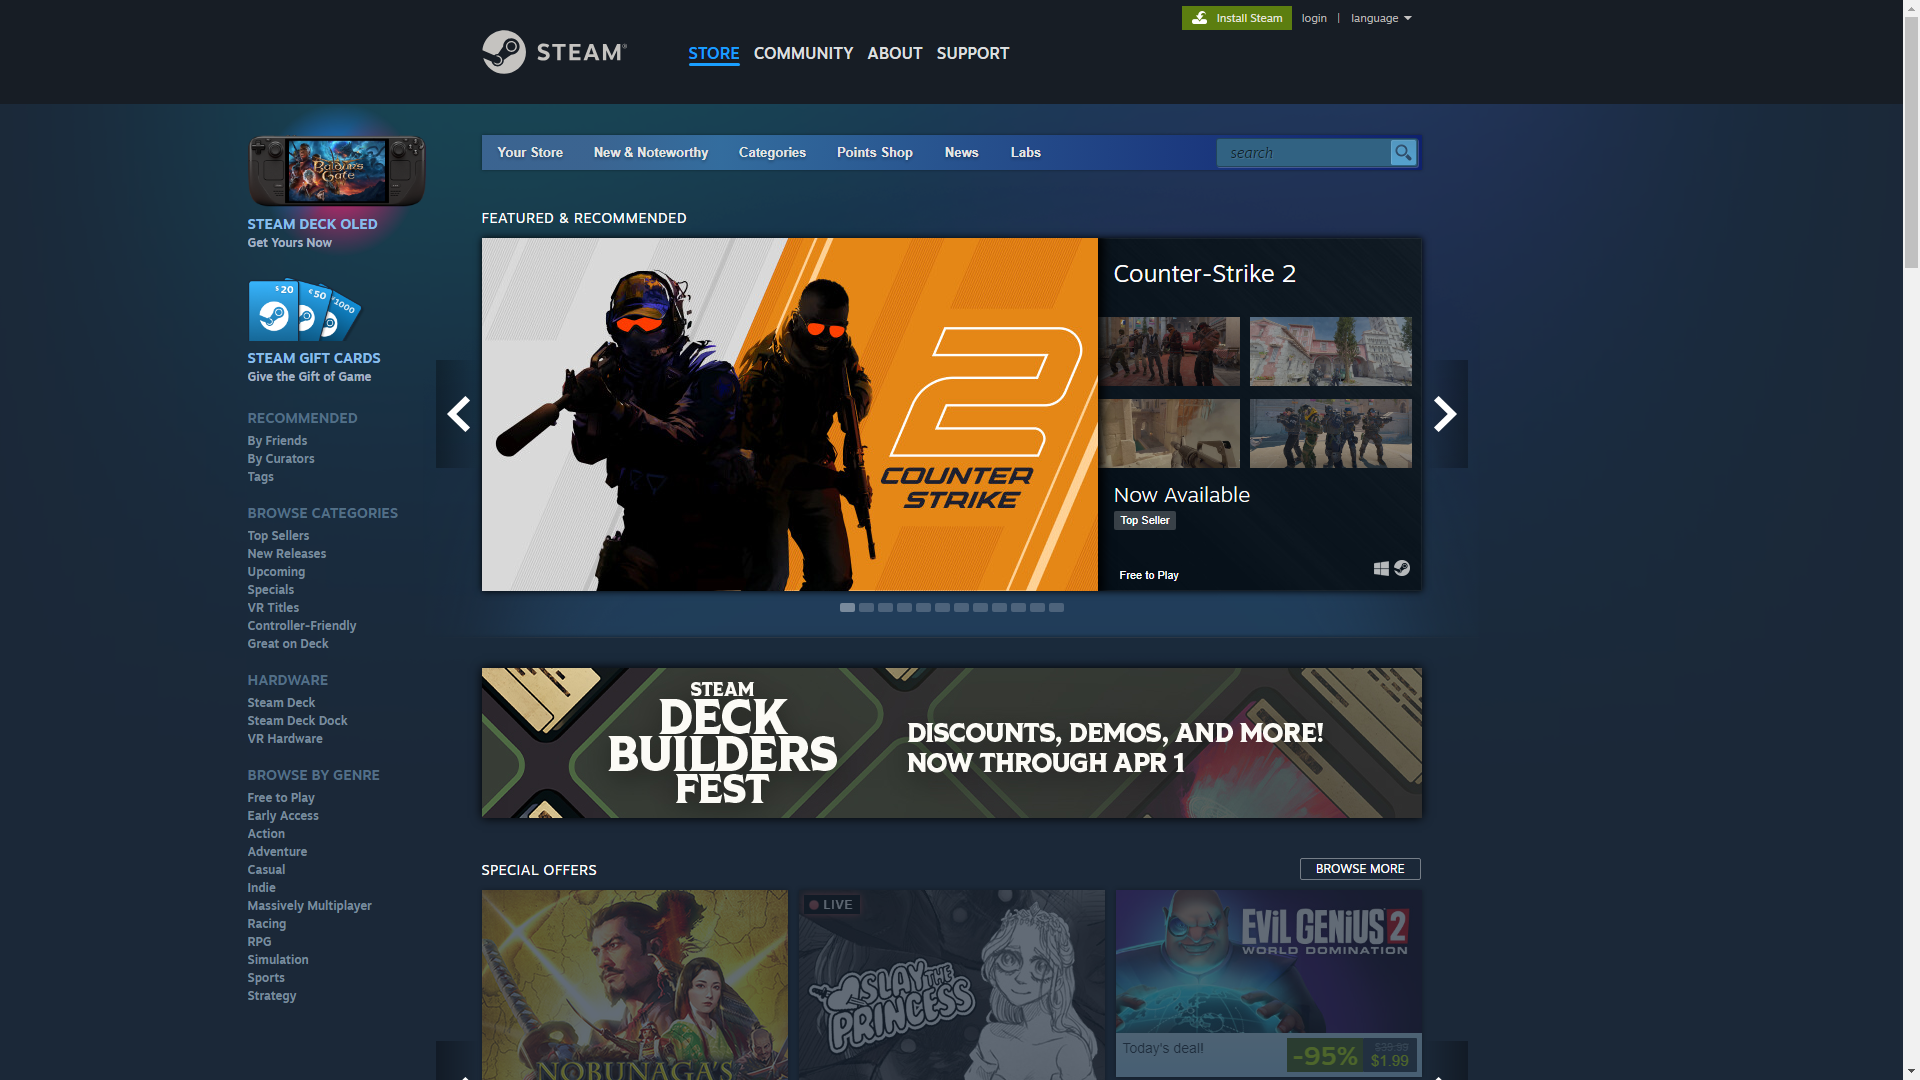 Install Steam
login | language
STEAM
STORE COMMUNITY ABOUT SUPPORT
Your Store New & Noteworthy Categories Points Shop News Labs search
Baldur's
Gate
STEAM DECK OLED
Get Yours Now
$20 €50 ¥1000
STEAM GIFT CARDS
Give the Gift of Game
RECOMMENDED
By Friends
By Curators
Tags
BROWSE CATEGORIES
Top Sellers
New Releases
Upcoming
Specials
VR Titles
Controller-Friendly
Great on Deck
HARDWARE
Steam Deck
Steam Deck Dock
VR Hardware
BROWSE BY GENRE
Free to Play
Early Access
Action
Adventure
Casual
Indie
Massively Multiplayer
Racing
RPG
Simulation
Sports
Strategy
FEATURED & RECOMMENDED
2
COUNTER
STRIKE
Counter-Strike 2
Now Available
Top Seller
Free to Play
STEAM
DECK
BUILDERS
FEST
DISCOUNTS, DEMOS, AND MORE!
NOW THROUGH APR 1
SPECIAL OFFERS
BROWSE MORE
NOBUNAGA'S
LIVE
SLAY THE
PRINCESS
EVIL GENIUS 2
WORLD DOMINATION
Today's deal!
-95%
$39.99
$1.99